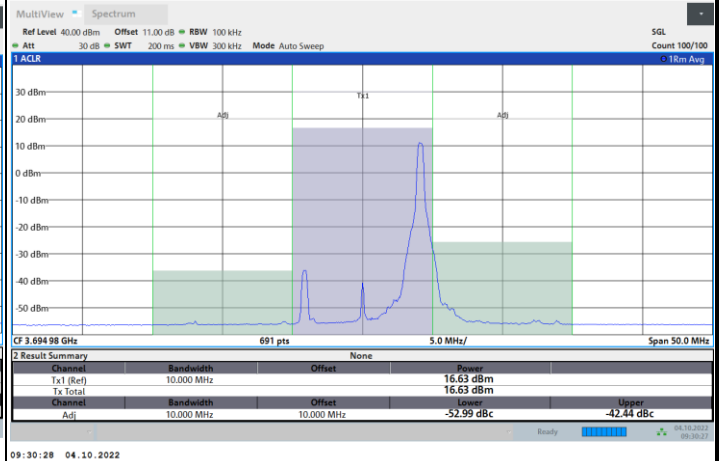 MultiView Spectrum
Ref Level 40.00 dBm Offset 11.00 dB RBW 100 kHz SGL
Att 30 dB SWT 200 ms VBW 300 kHz Mode Auto Sweep Count 100/100
1 ACLR 1Rm Avg
30 dBm
Tx1
20 dBm
Adj Adj
10 dBm
0 dBm
-10 dBm
-20 dBm
-30 dBm
-40 dBm
-50 dBm
CF 3.694 98 GHz 691 pts 5.0 MHz/ Span 50.0 MHz
2 Result Summary None
Channel Bandwidth Offset Power
Tx1 (Ref) 10.000 MHz 16.63 dBm
Tx Total 16.63 dBm
Channel Bandwidth Offset Lower Upper
Adj 10.000 MHz 10.000 MHz -52.99 dBc -42.44 dBc
Ready 04.10.2022
09:30:27
09:30:28 04.10.2022